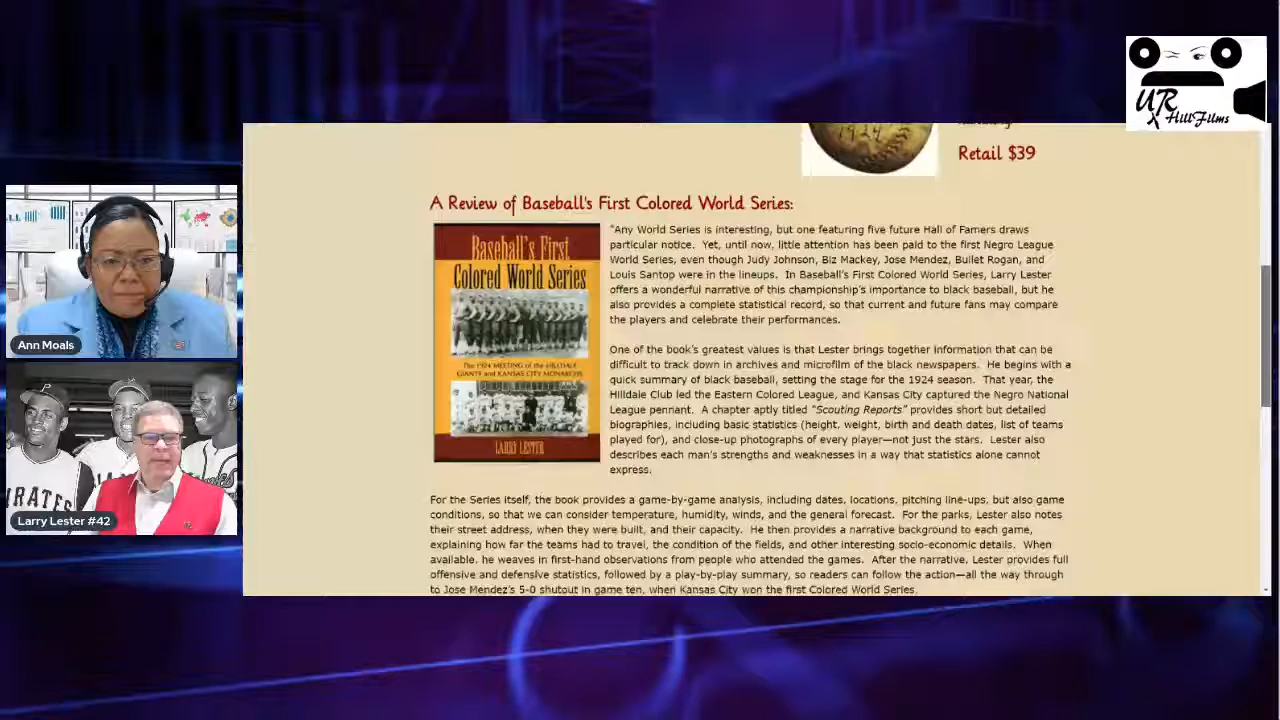 UR
HillFilms
1924
Retail $39
A Review of Baseball's First Colored World Series:
"Any World Series is interesting, but one featuring five future Hall of Famers draws
particular notice. Yet, until now, little attention has been paid to the first Negro League
World Series, even though Judy Johnson, Biz Mackey, Jose Mendez, Bullet Rogan, and
Louis Santop were in the lineups. In Baseball's First Colored World Series, Larry Lester
offers a wonderful narrative of this championship's importance to black baseball, but he
also provides a complete statistical record, so that current and future fans may compare
the players and celebrate their performances.
One of the book's greatest values is that Lester brings together information that can be
difficult to track down in archives and microfilm of the black newspapers. He begins with a
quick summary of black baseball, setting the stage for the 1924 season. That year, the
Hilldale Club led the Eastern Colored League, and Kansas City captured the Negro National
League pennant. A chapter aptly titled "Scouting Reports" provides short but detailed
biographies, including basic statistics (height, weight, birth and death dates, list of teams
played for), and close-up photographs of every player—not just the stars. Lester also
describes each man's strengths and weaknesses in a way that statistics alone cannot
express.
Baseball's First
Colored World Series
The 1924 MEETING of the HILLDALE
GIANTS and KANSAS CITY MONARCHS
LARRY LESTER
For the Series itself, the book provides a game-by-game analysis, including dates, locations, pitching line-ups, but also game
conditions, so that we can consider temperature, humidity, winds, and the general forecast. For the parks, Lester also notes
their street address, when they were built, and their capacity. He then provides a narrative background to each game,
explaining how far the teams had to travel, the condition of the fields, and other interesting socio-economic details. When
available, he weaves in first-hand observations from people who attended the games. After the narrative, Lester provides full
offensive and defensive statistics, followed by a play-by-play summary, so readers can follow the action—all the way through
to Jose Mendez's 5-0 shutout in game ten, when Kansas City won the first Colored World Series.
Ann Moals
IRATES
Larry Lester #42